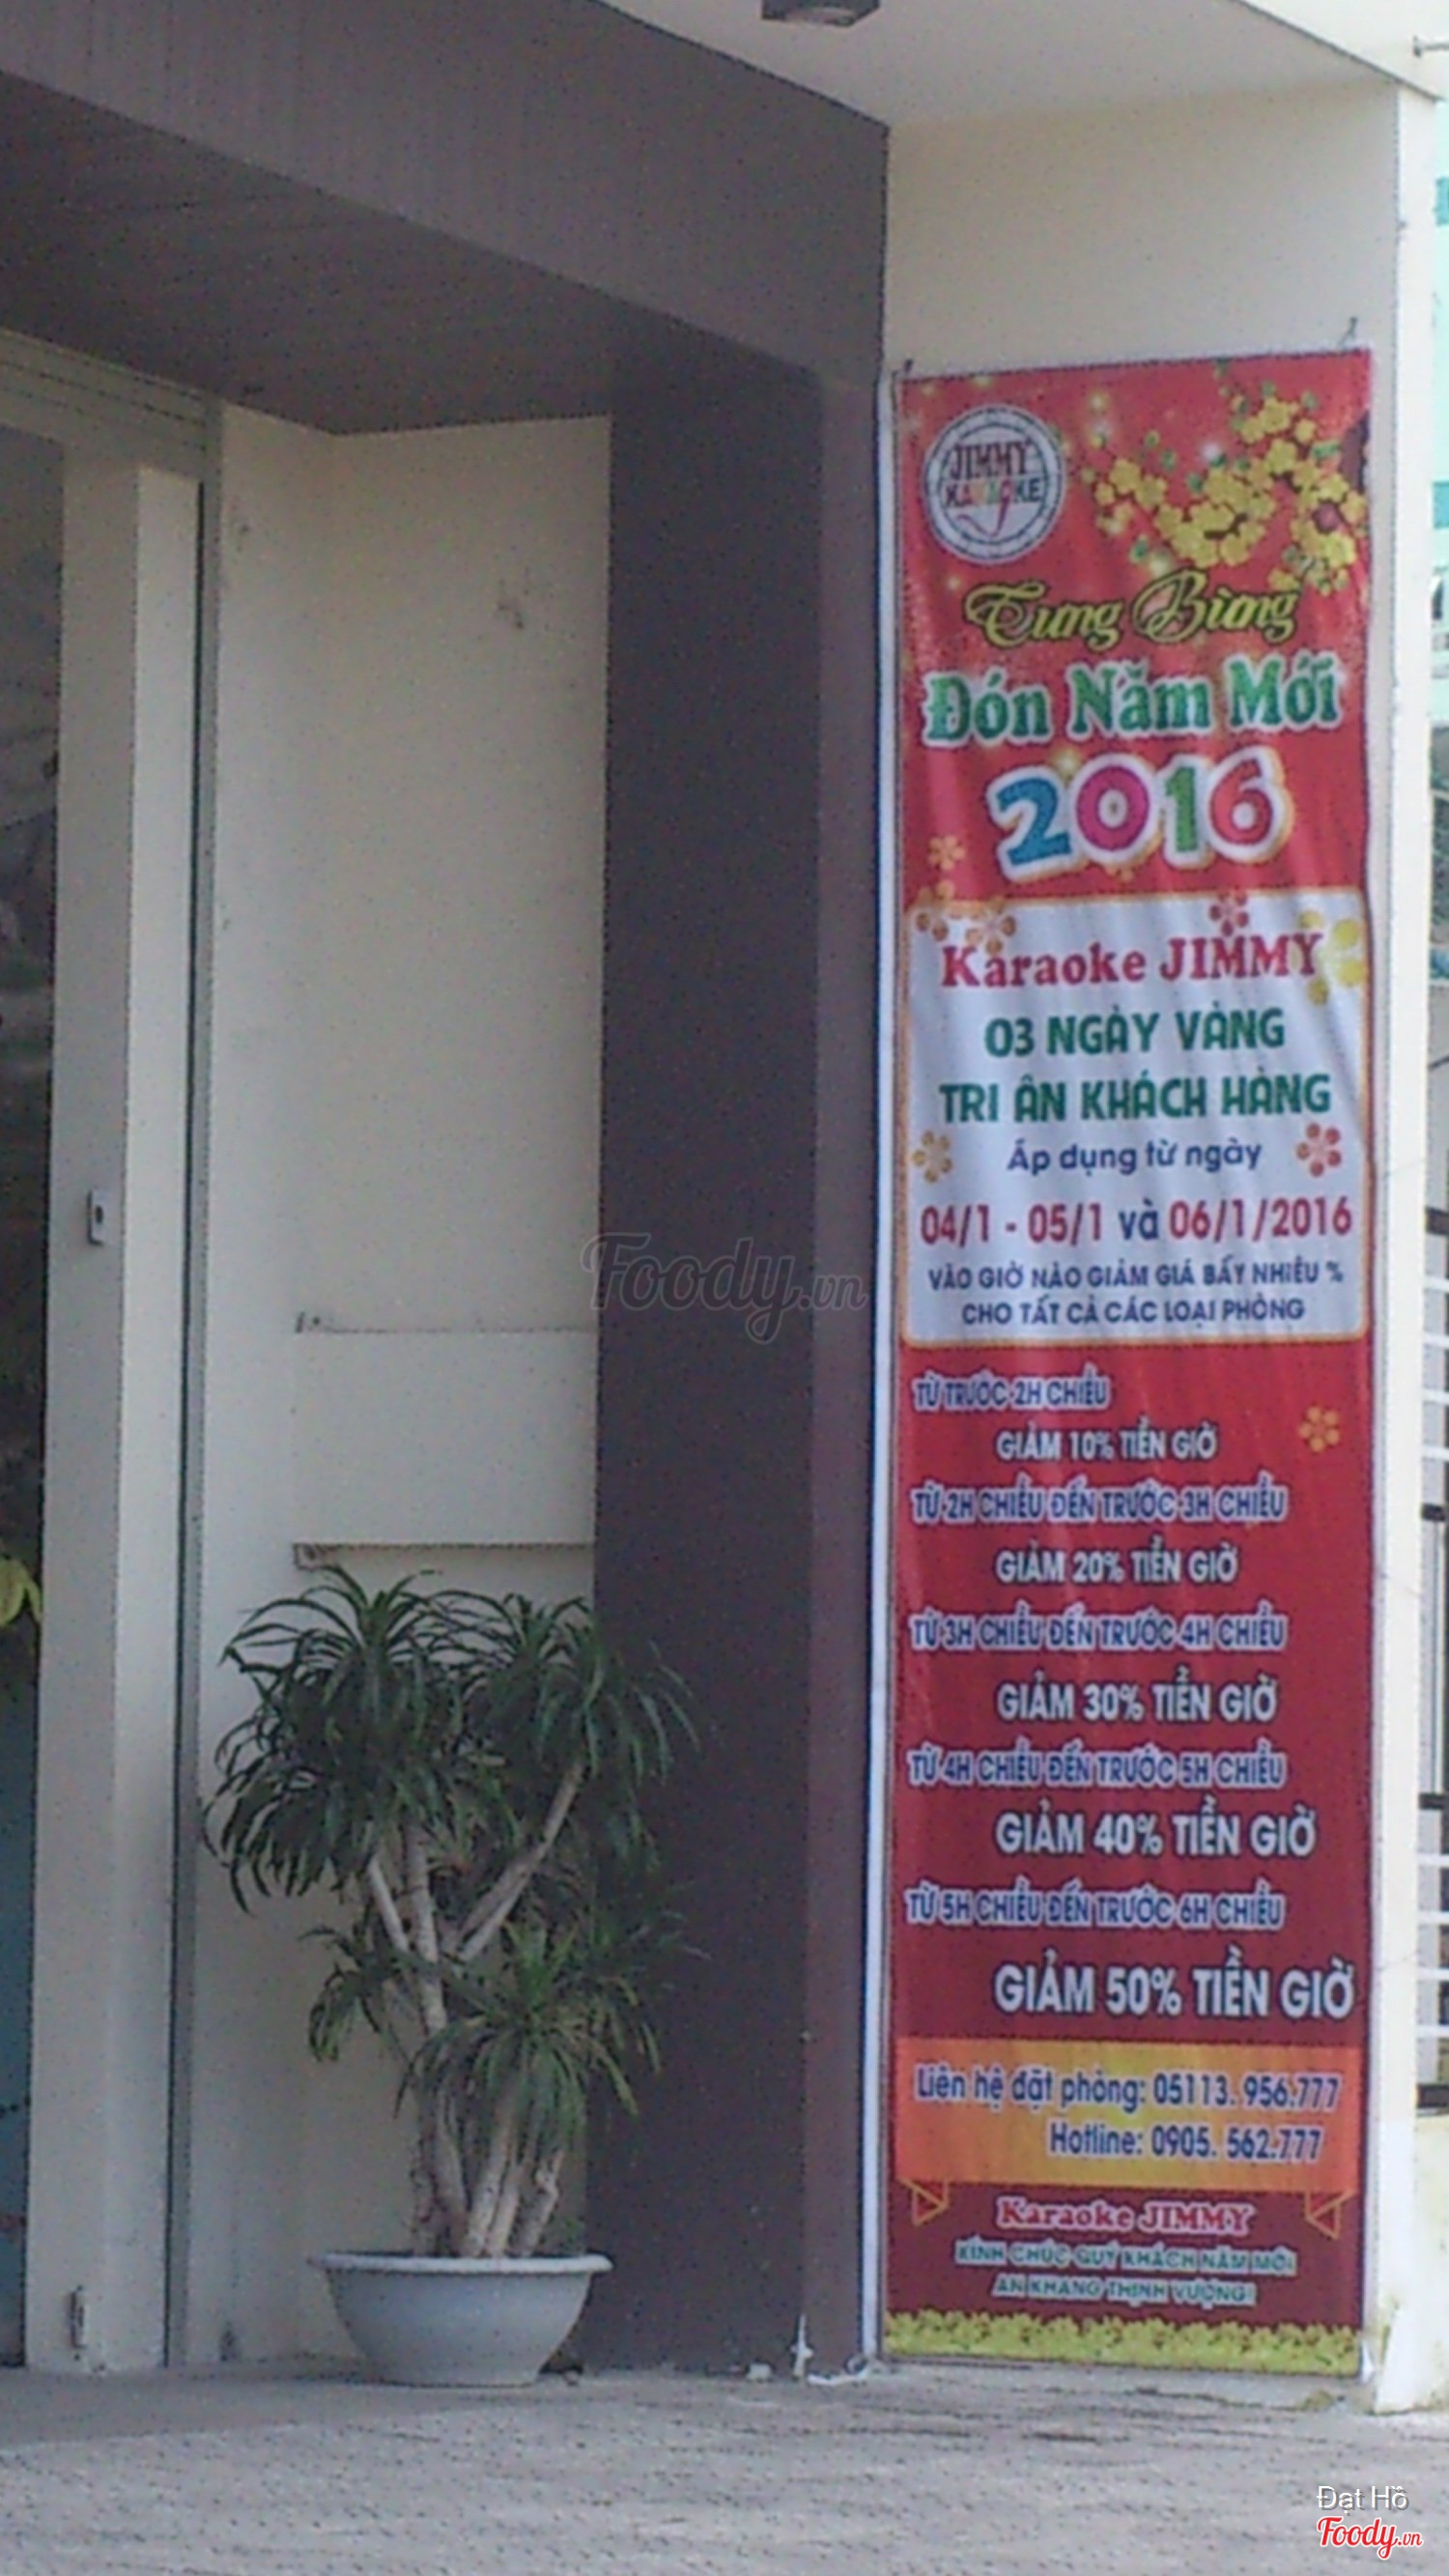 JIMMY
KARAOKE
Tưng Bừng
Đón Năm Mới
2016
Karaoke JIMMY
03 NGÀY VÀNG
TRI ÂN KHÁCH HÀNG
Áp dụng từ ngày
04/1 - 05/1 và 06/1/2016
VÀO GIỜ NÀO GIẢM GIÁ BẤY NHIÊU %
CHO TẤT CẢ CÁC LOẠI PHÒNG
TỪ TRƯỚC 2H CHIỀU
GIẢM 10% TIỀN GIỜ
TỪ 2H CHIỀU ĐẾN TRƯỚC 3H CHIỀU
GIẢM 20% TIỀN GIỜ
TỪ 3H CHIỀU ĐẾN TRƯỚC 4H CHIỀU
GIẢM 30% TIỀN GIỜ
TỪ 4H CHIỀU ĐẾN TRƯỚC 5H CHIỀU
GIẢM 40% TIỀN GIỜ
TỪ 5H CHIỀU ĐẾN TRƯỚC 6H CHIỀU
GIẢM 50% TIỀN GIỜ
Liên hệ đặt phòng: 05113. 956.777
Hotline: 0905. 562.777
Karaoke JIMMY
KÍNH CHÚC QUÝ KHÁCH NĂM MỚI
AN KHANG THỊNH VƯỢNG!
Foody.vn
Đạt Hồ
Foody.vn